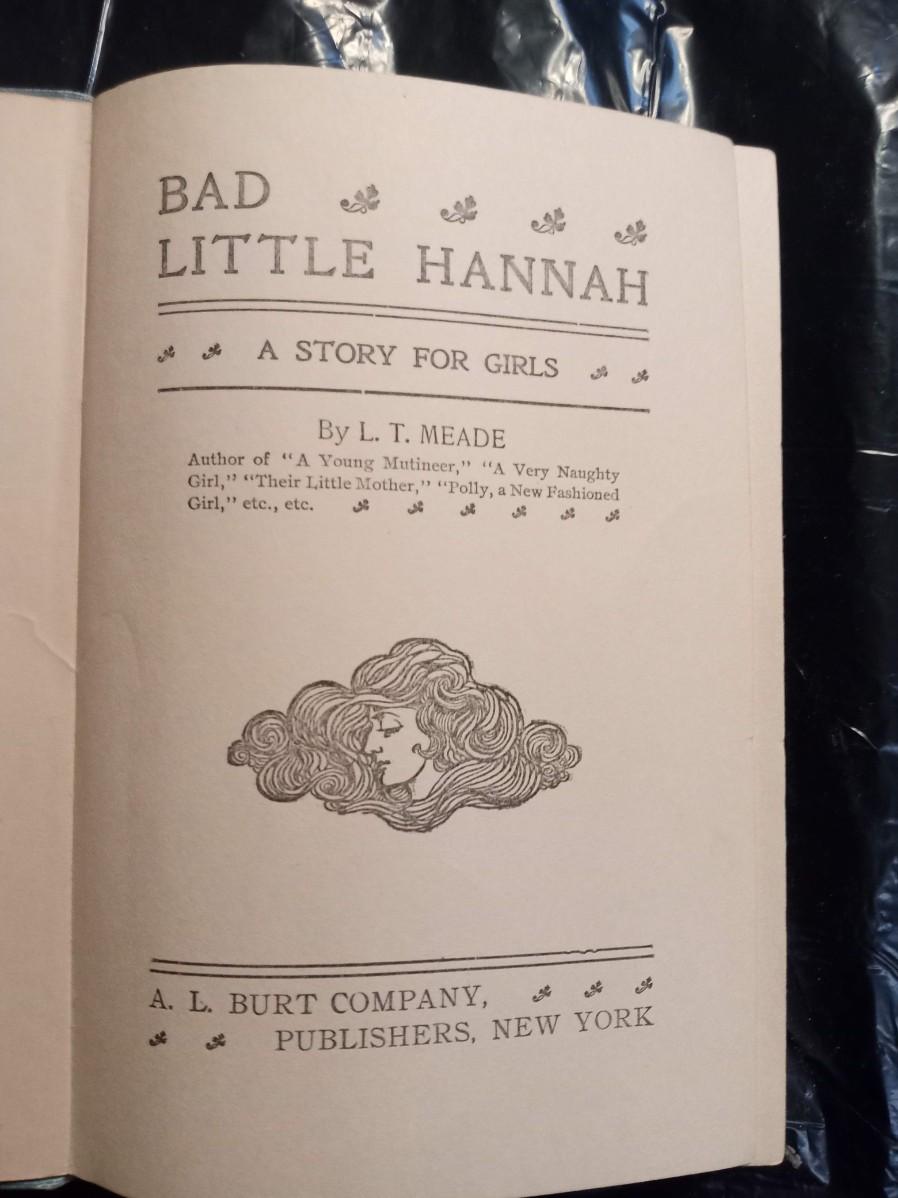 BAD
LITTLE HANNAH
A STORY FOR GIRLS
By L. T. MEADE
Author of "A Young Mutineer," "A Very Naughty
Girl," "Their Little Mother," "Polly, a New Fashioned
Girl," etc., etc.
A. L. BURT COMPANY,
PUBLISHERS, NEW YORK